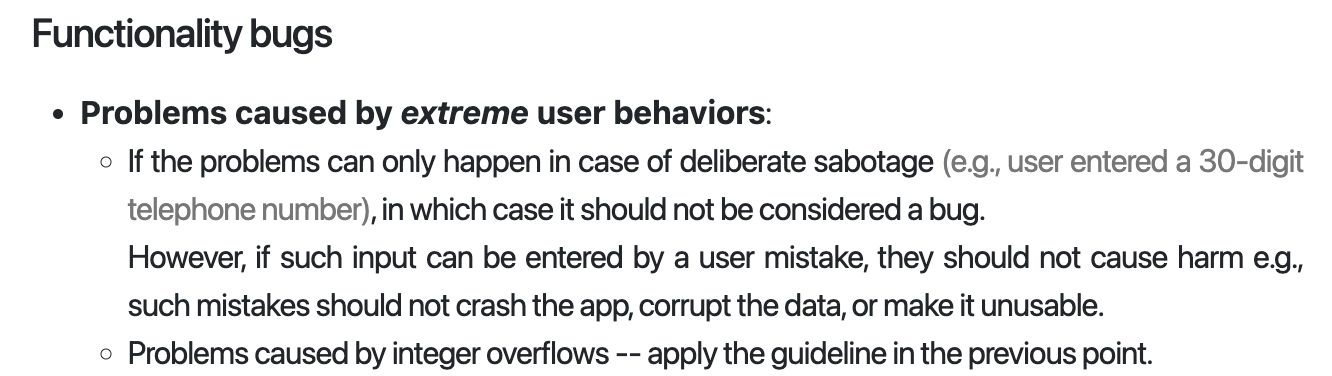 Functionality bugs
• Problems caused by extreme user behaviors:
◦ If the problems can only happen in case of deliberate sabotage (e.g., user entered a 30-digit
telephone number), in which case it should not be considered a bug.
However, if such input can be entered by a user mistake, they should not cause harm e.g.,
such mistakes should not crash the app, corrupt the data, or make it unusable.
◦ Problems caused by integer overflows -- apply the guideline in the previous point.